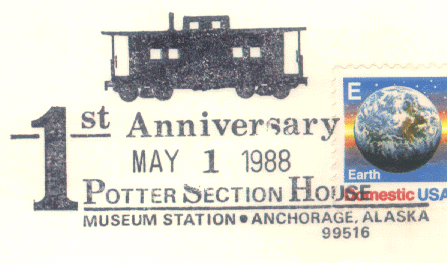 1st Anniversary
MAY 1 1988
POTTER SECTION HOUSE
MUSEUM STATION • ANCHORAGE, ALASKA
99516
E
Earth
Domestic USA